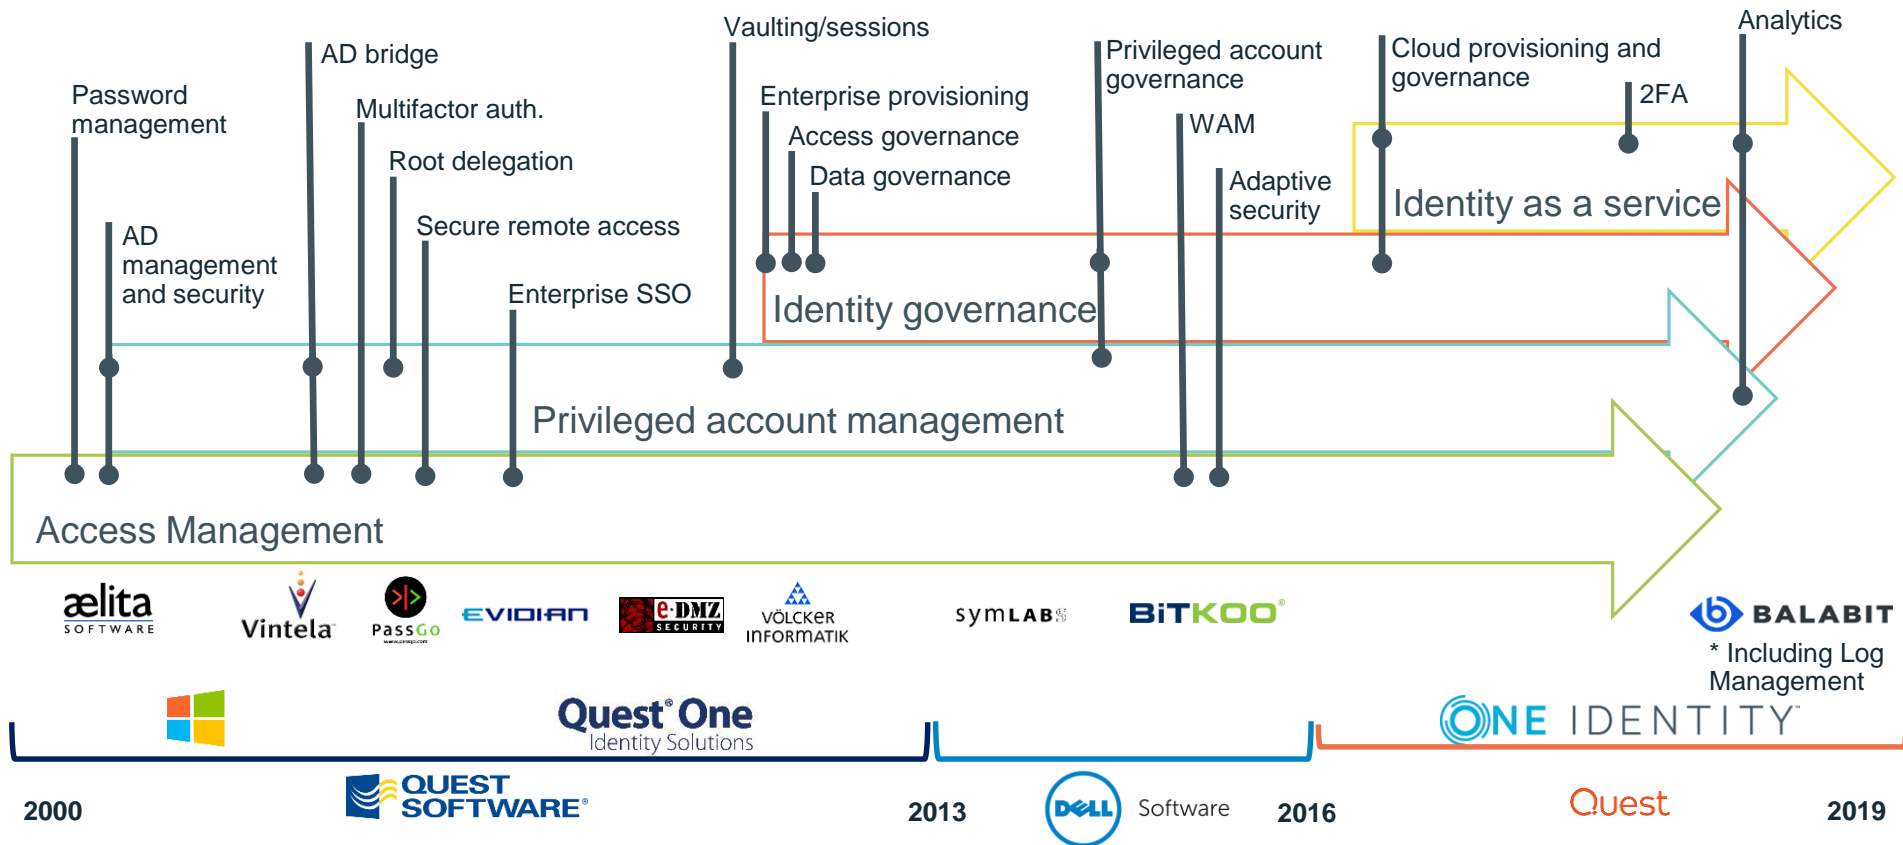 Analytics
Vaulting/sessions
Cloud provisioning and
governance
Privileged account
governance
AD bridge
2FA
Password
management
Enterprise provisioning
Multifactor auth.
WAM
Access governance
Root delegation
Data governance
Adaptive
security
Identity as a service
Secure remote access
AD
management
and security
Enterprise SSO
Identity governance
Privileged account management
Access Management
ælita
SOFTWARE
Vintela™
PassGo
EVIDIAN
e·DMZ
SECURITY
VÖLCKER
INFORMATIK
symLABS
BiTKOO®
BALABIT
* Including Log
Management
Quest® One
Identity Solutions
ONE IDENTITY™
QUEST
SOFTWARE®
DELL Software
Quest
2000
2013
2016
2019